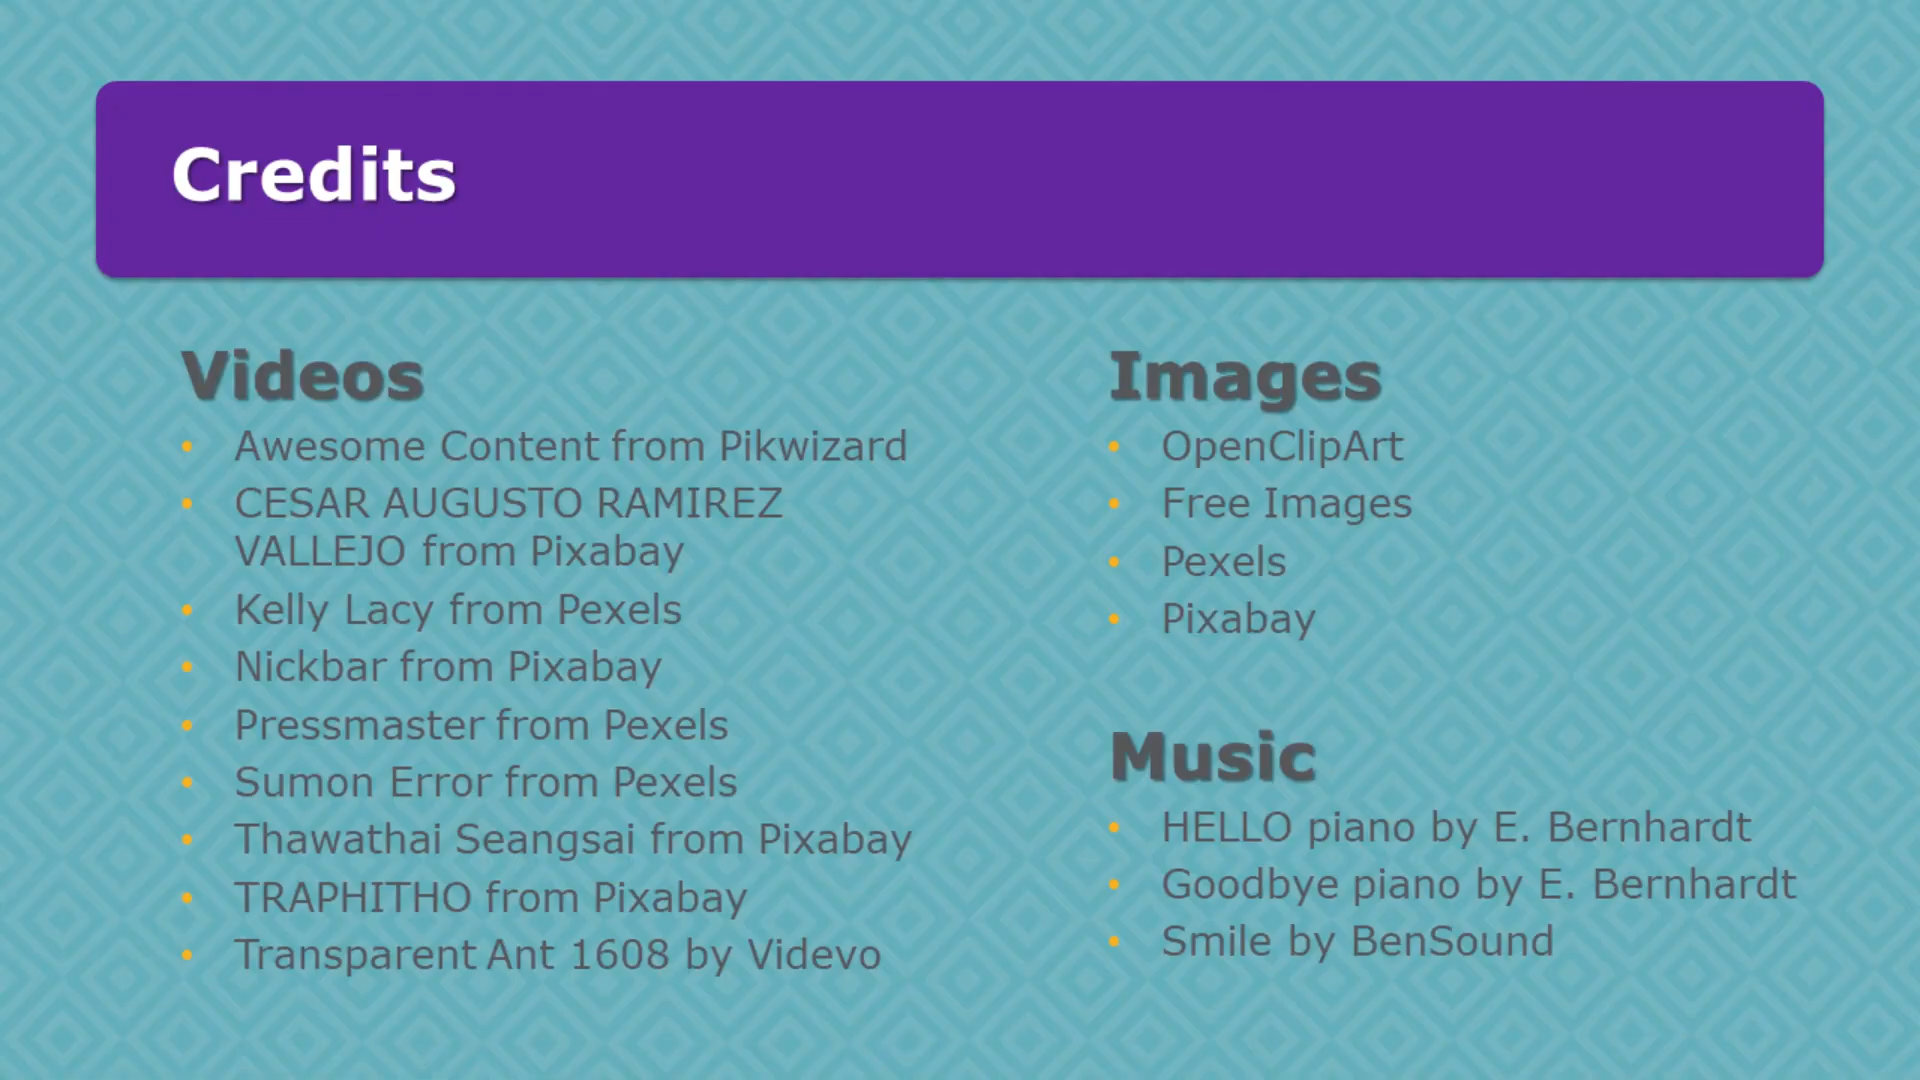 Credits
Videos
• Awesome Content from Pikwizard
• CESAR AUGUSTO RAMIREZ
VALLEJO from Pixabay
• Kelly Lacy from Pexels
• Nickbar from Pixabay
• Pressmaster from Pexels
• Sumon Error from Pexels
• Thawathai Seangsai from Pixabay
• TRAPHITHO from Pixabay
• Transparent Ant 1608 by Videvo
Images
• OpenClipArt
• Free Images
• Pexels
• Pixabay
Music
• HELLO piano by E. Bernhardt
• Goodbye piano by E. Bernhardt
• Smile by BenSound